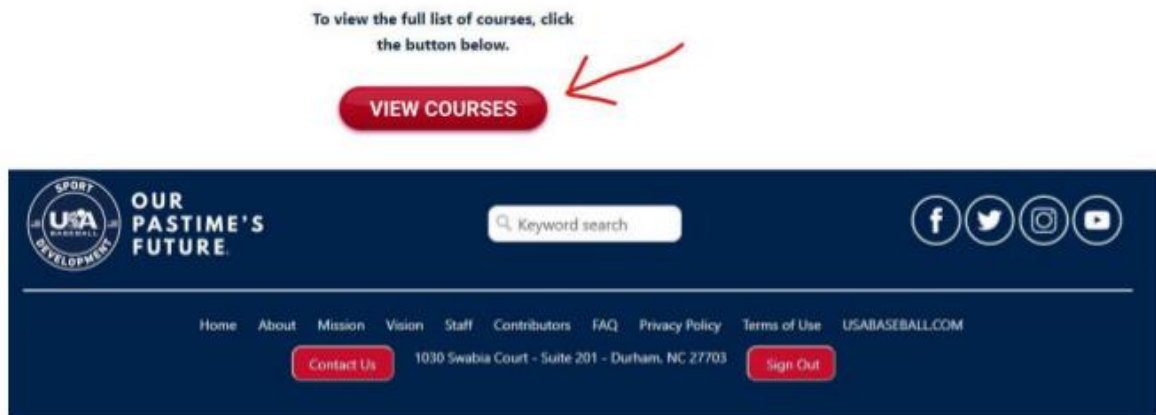 To view the full list of courses, click
the button below.
VIEW COURSES
SPORT
USA
BASEBALL
DEVELOPMENT
OUR
PASTIME'S
FUTURE.
Keyword search
Home About Mission Vision Staff Contributors FAQ Privacy Policy Terms of Use USABASEBALL.COM
Contact Us 1030 Swabia Court - Suite 201 - Durham, NC 27703 Sign Out